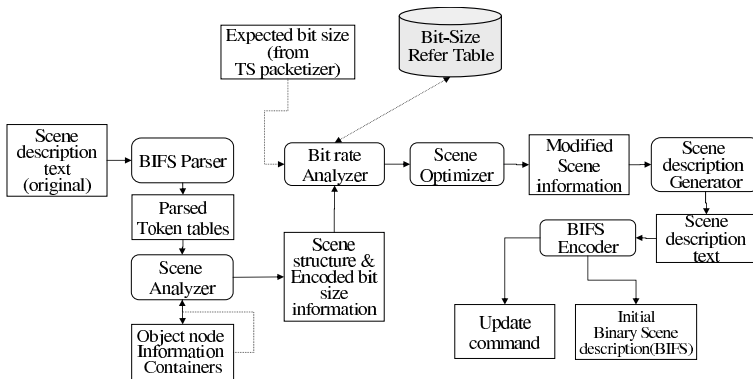 Expected bit size
(from
TS packetizer)
Bit-Size
Refer Table
Scene
description
text
(original)
BIFS Parser
Bit rate
Analyzer
Scene
Optimizer
Modified
Scene
information
Scene
description
Generator
Parsed
Token tables
Scene
Analyzer
Scene
structure &
Encoded bit
size
information
BIFS
Encoder
Scene
description
text
Object node
Information
Containers
Update
command
Initial
Binary Scene
description(BIFS)